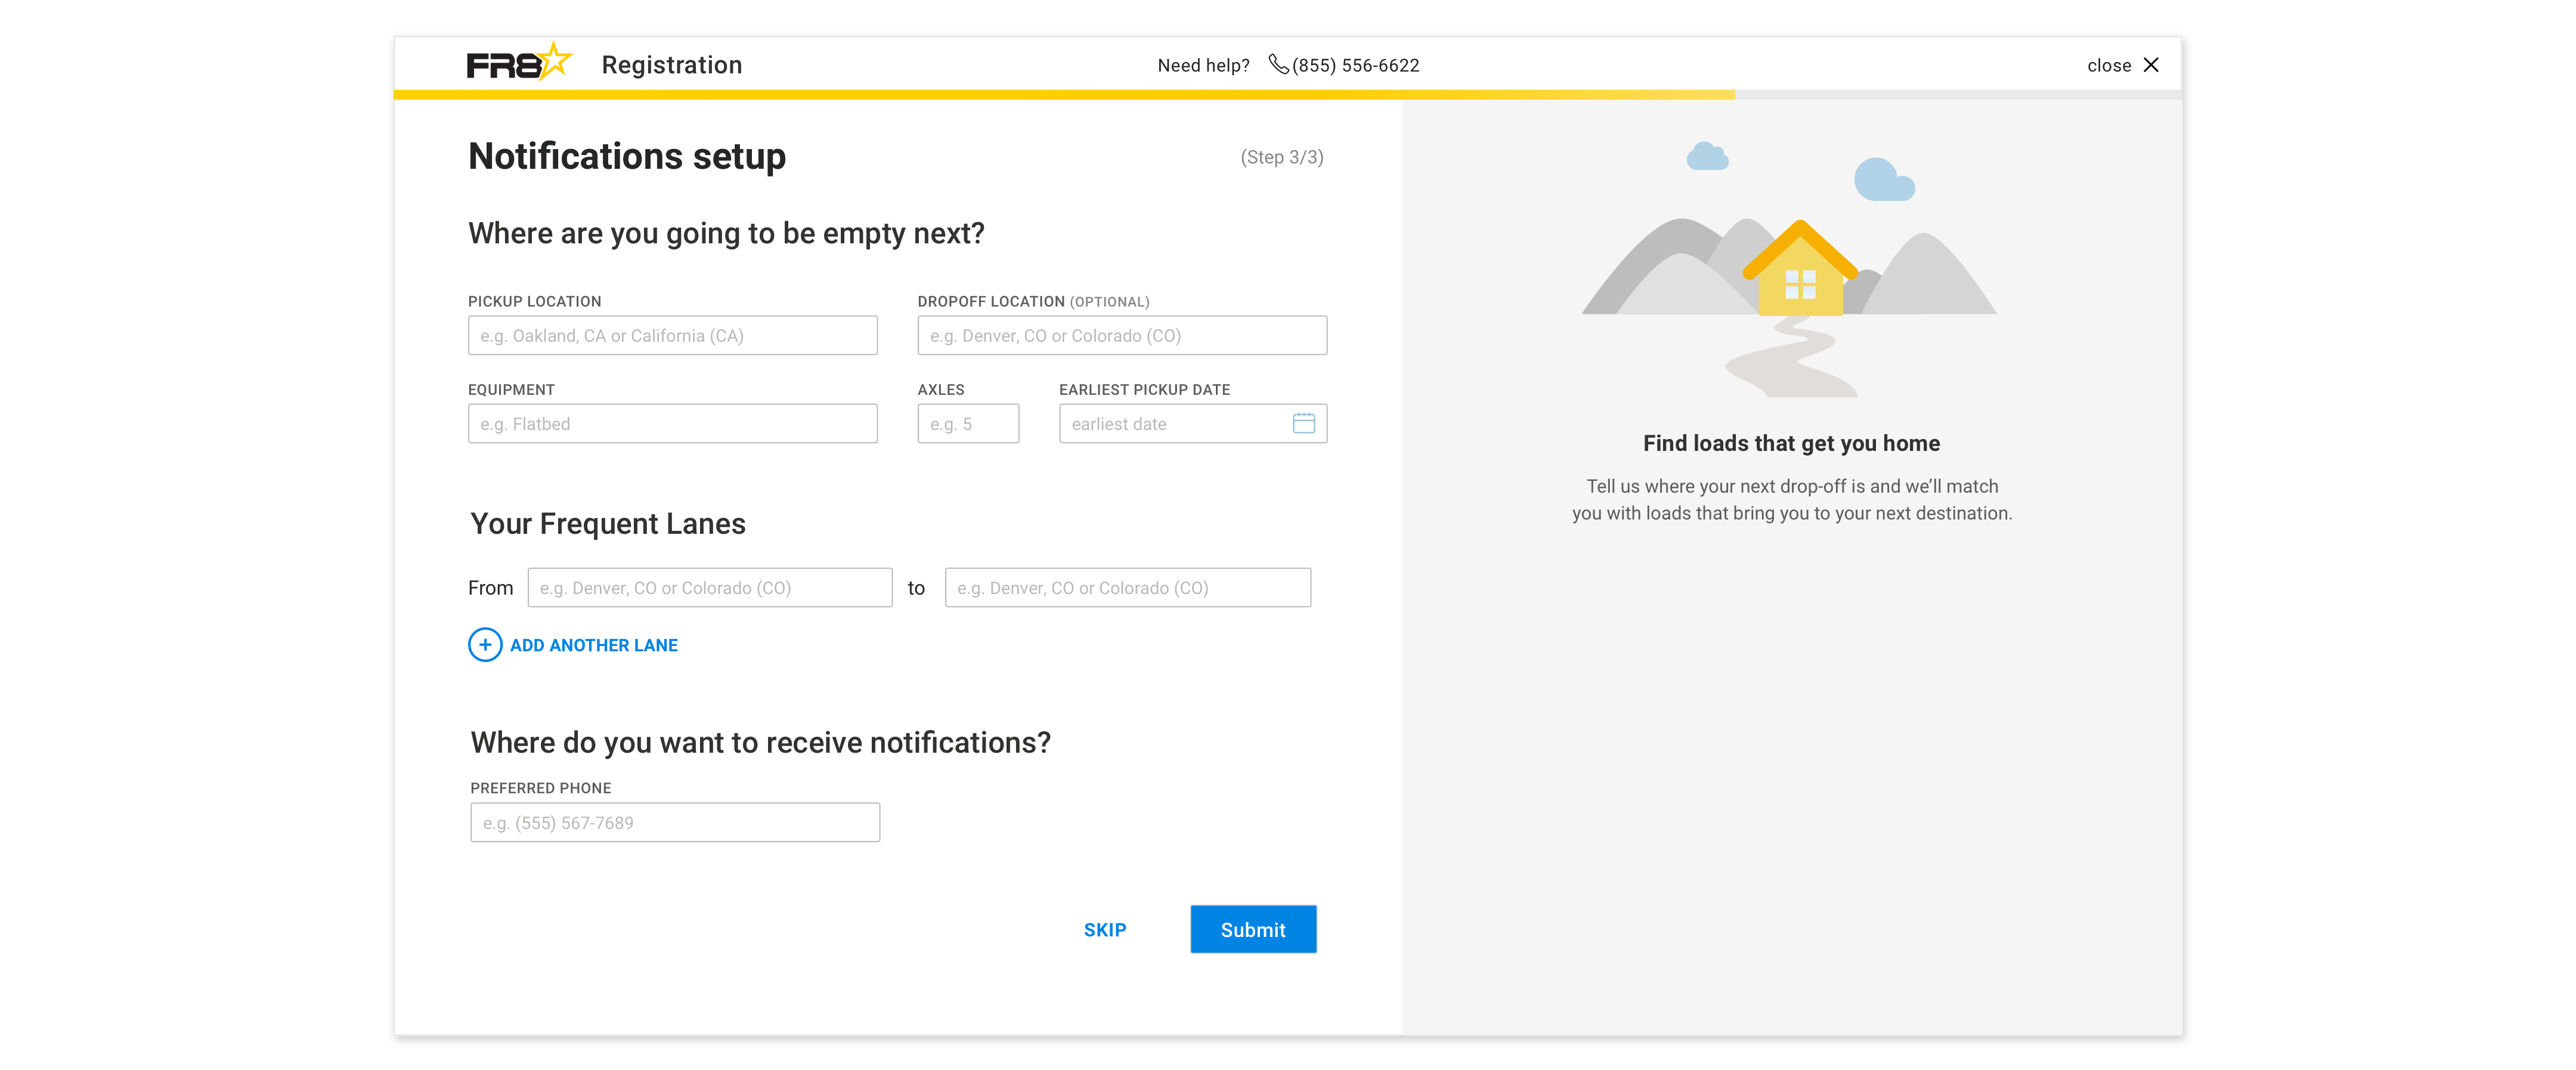 FR8 Registration Need help? (855) 556-6622 close
Notifications setup (Step 3/3)
Where are you going to be empty next?
PICKUP LOCATION DROPOFF LOCATION (OPTIONAL)
e.g. Oakland, CA or California (CA) e.g. Denver, CO or Colorado (CO)
EQUIPMENT AXLES EARLIEST PICKUP DATE
e.g. Flatbed e.g. 5 earliest date
Your Frequent Lanes
From e.g. Denver, CO or Colorado (CO) to e.g. Denver, CO or Colorado (CO)
+ ADD ANOTHER LANE
Where do you want to receive notifications?
PREFERRED PHONE
e.g. (555) 567-7689
SKIP Submit
Find loads that get you home
Tell us where your next drop-off is and we’ll match
you with loads that bring you to your next destination.